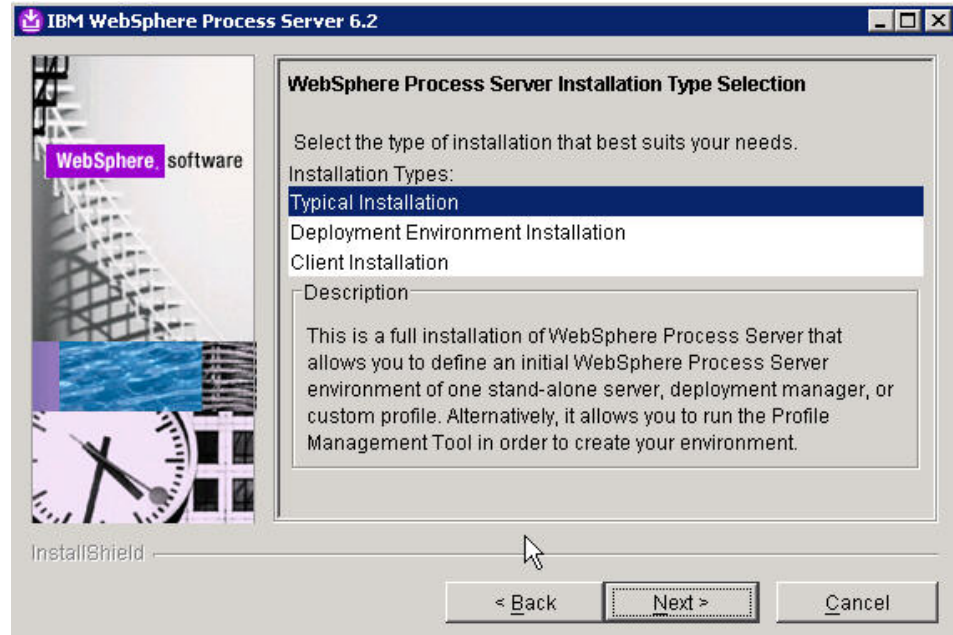 IBM WebSphere Process Server 6.2
WebSphere Process Server Installation Type Selection
WebSphere. software
Select the type of installation that best suits your needs.
Installation Types:
Typical Installation
Deployment Environment Installation
Client Installation
Description
This is a full installation of WebSphere Process Server that
allows you to define an initial WebSphere Process Server
environment of one stand-alone server, deployment manager, or
custom profile. Alternatively, it allows you to run the Profile
Management Tool in order to create your environment.
InstallShield
< Back
Next >
Cancel